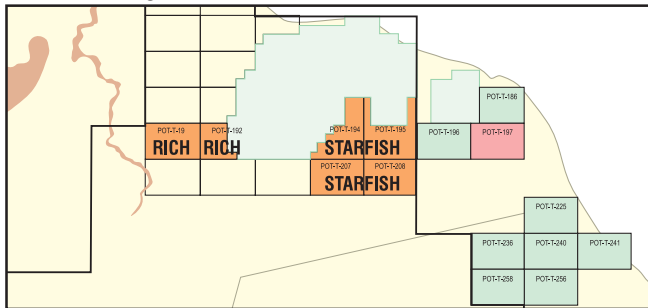 POT-T-186
POT-T-19 POT-T-192 POT-T-194 POT-T-195 POT-T-196 POT-T-197
RICH RICH STARFISH
POT-T-207 POT-T-208
STARFISH
POT-T-225
POT-T-236 POT-T-240 POT-T-241
POT-T-258 POT-T-256